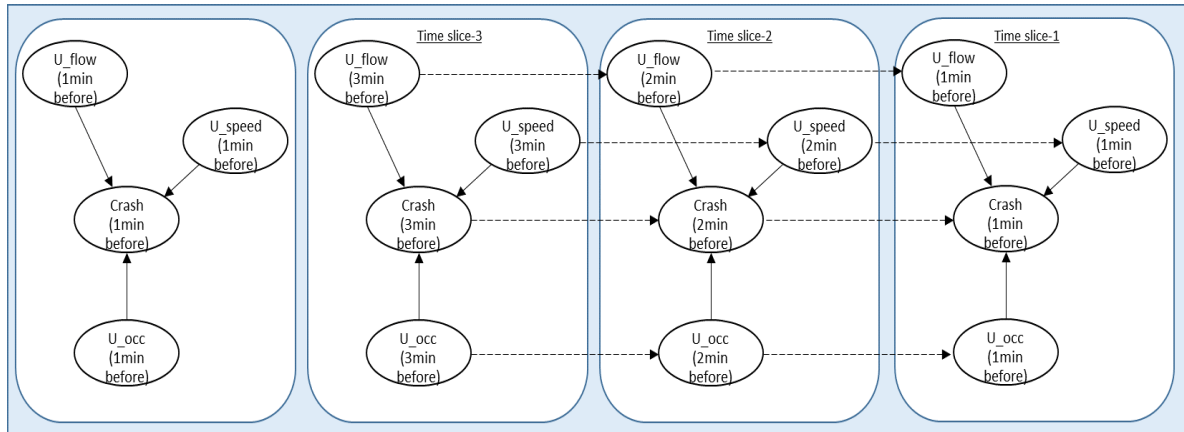 U_flow
(1min
before)
U_speed
(1min
before)
Crash
(1min
before)
U_occ
(1min
before)
Time slice-3
U_flow
(3min
before)
U_speed
(3min
before)
Crash
(3min
before)
U_occ
(3min
before)
Time slice-2
U_flow
(2min
before)
U_speed
(2min
before)
Crash
(2min
before)
U_occ
(2min
before)
Time slice-1
U_flow
(1min
before)
U_speed
(1min
before)
Crash
(1min
before)
U_occ
(1min
before)